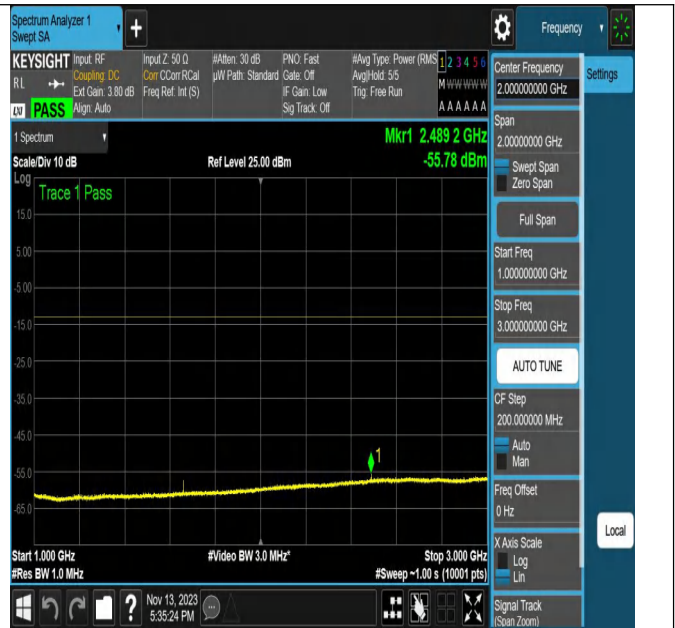 Spectrum Analyzer 1
Swept SA
+
Frequency
KEYSIGHT
RL
LXI PASS
Input: RF
Coupling: DC
Ext Gain: 3.80 dB
Align: Auto
Input Z: 50 Ω
Corr CCorr RCal
Freq Ref: Int (S)
#Atten: 30 dB
µW Path: Standard
PNO: Fast
Gate: Off
IF Gain: Low
Sig Track: Off
#Avg Type: Power (RMS
Avg|Hold: 5/5
Trig: Free Run
1 2 3 4 5 6
M W W W W W
A A A A A A
1 Spectrum
Scale/Div 10 dB
Ref Level 25.00 dBm
Mkr1 2.489 2 GHz
-55.78 dBm
Log
Trace 1 Pass
15.0
5.00
-5.00
-15.0
-25.0
-35.0
-45.0
-55.0
-65.0
1
Start 1.000 GHz
#Video BW 3.0 MHz*
Stop 3.000 GHz
#Res BW 1.0 MHz
#Sweep ~1.00 s (10001 pts)
?
Nov 13, 2023
5:35:24 PM
Center Frequency
2.000000000 GHz
Settings
Span
2.00000000 GHz
Swept Span
Zero Span
Full Span
Start Freq
1.000000000 GHz
Stop Freq
3.000000000 GHz
AUTO TUNE
CF Step
200.000000 MHz
Auto
Man
Freq Offset
0 Hz
Local
X Axis Scale
Log
Lin
Signal Track
(Span Zoom)